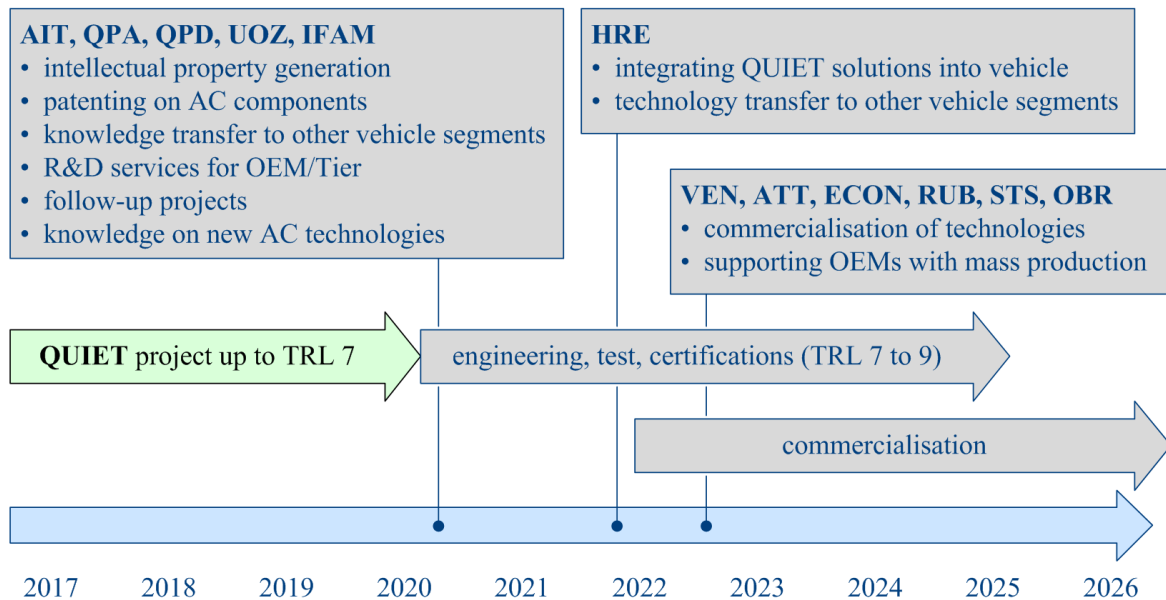 AIT, QPA, QPD, UOZ, IFAM
• intellectual property generation
• patenting on AC components
• knowledge transfer to other vehicle segments
• R&D services for OEM/Tier
• follow-up projects
• knowledge on new AC technologies
HRE
• integrating QUIET solutions into vehicle
• technology transfer to other vehicle segments
VEN, ATT, ECON, RUB, STS, OBR
• commercialisation of technologies
• supporting OEMs with mass production
QUIET project up to TRL 7
engineering, test, certifications (TRL 7 to 9)
commercialisation
2017 2018 2019 2020 2021 2022 2023 2024 2025 2026